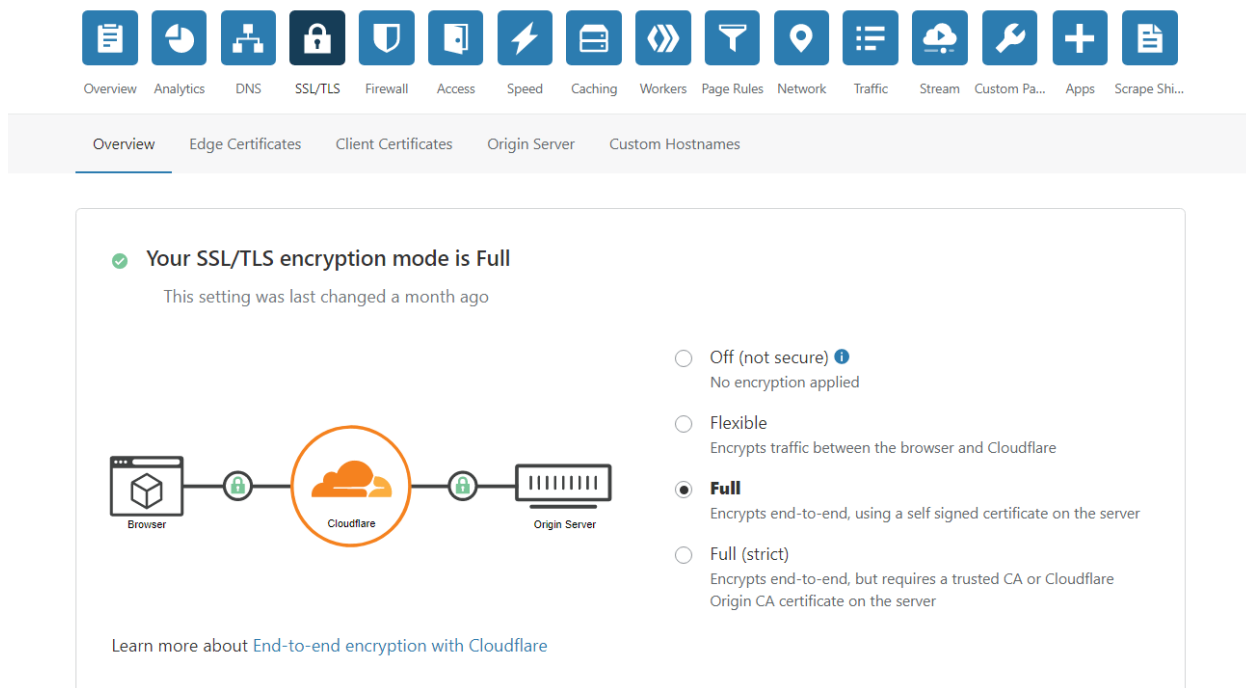 Overview Analytics DNS SSL/TLS Firewall Access Speed Caching Workers Page Rules Network Traffic Stream Custom Pa... Apps Scrape Shi...
Overview Edge Certificates Client Certificates Origin Server Custom Hostnames
Your SSL/TLS encryption mode is Full
This setting was last changed a month ago
Browser
Cloudflare
Origin Server
Off (not secure)
No encryption applied
Flexible
Encrypts traffic between the browser and Cloudflare
Full
Encrypts end-to-end, using a self signed certificate on the server
Full (strict)
Encrypts end-to-end, but requires a trusted CA or Cloudflare
Origin CA certificate on the server
Learn more about End-to-end encryption with Cloudflare